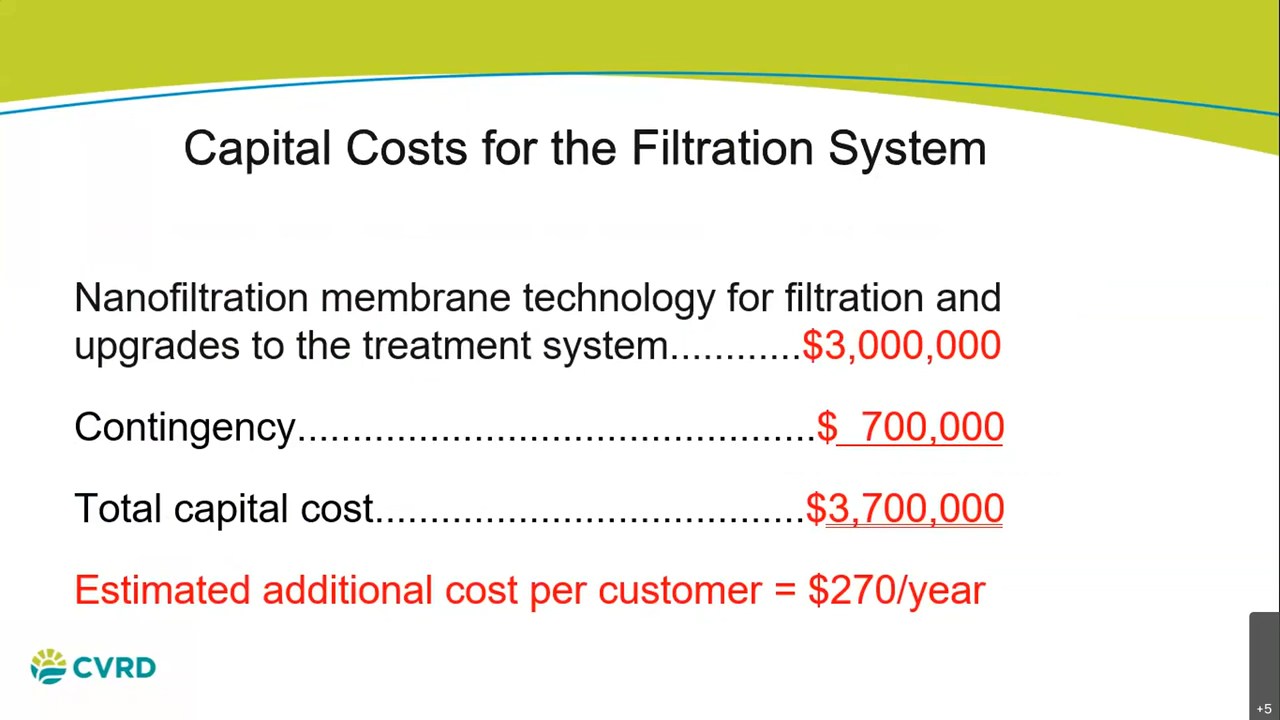 Capital Costs for the Filtration System
Nanofiltration membrane technology for filtration and
upgrades to the treatment system............$3,000,000
Contingency...............................................$  700,000
Total capital cost.......................................$3,700,000
Estimated additional cost per customer = $270/year
CVRD
+5